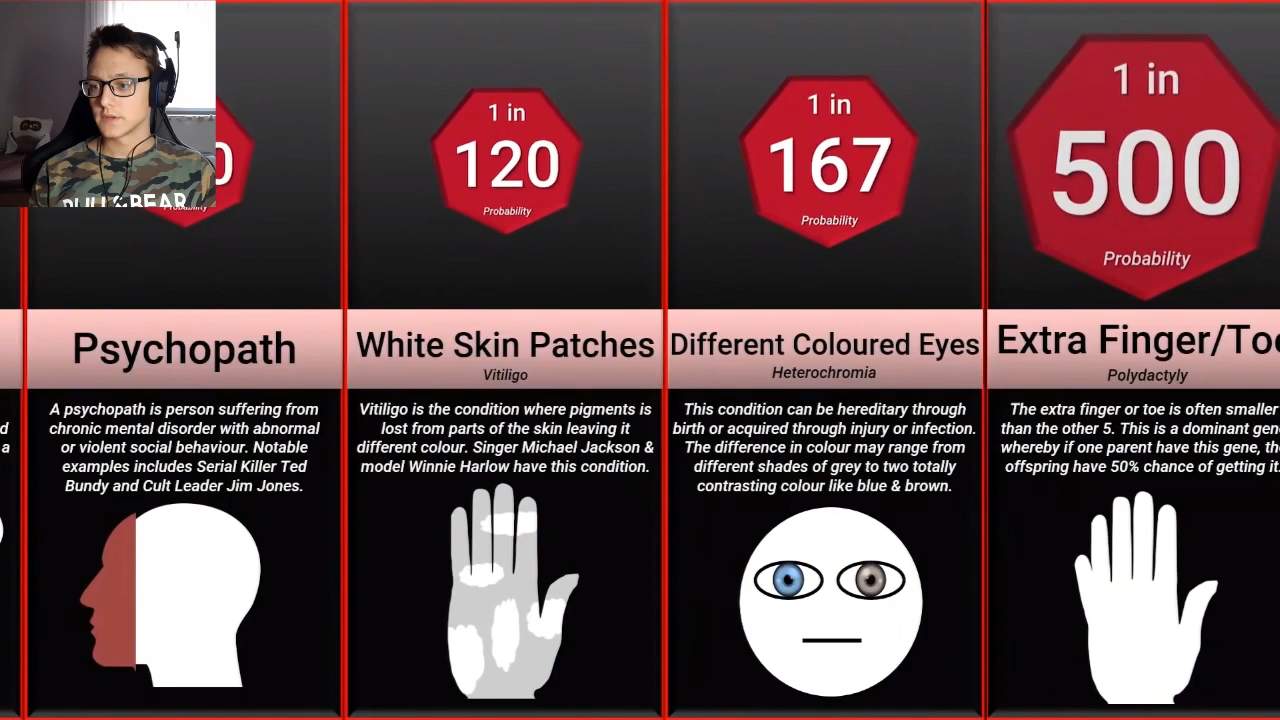 PULL&BEAR
0
Probability
Psychopath
A psychopath is person suffering from
chronic mental disorder with abnormal
or violent social behaviour. Notable
examples includes Serial Killer Ted
Bundy and Cult Leader Jim Jones.
d
a
1 in
120
Probability
White Skin Patches
Vitiligo
Vitiligo is the condition where pigments is
lost from parts of the skin leaving it
different colour. Singer Michael Jackson &
model Winnie Harlow have this condition.
1 in
167
Probability
Different Coloured Eyes
Heterochromia
This condition can be hereditary through
birth or acquired through injury or infection.
The difference in colour may range from
different shades of grey to two totally
contrasting colour like blue & brown.
1 in
500
Probability
Extra Finger/Toe
Polydactyly
The extra finger or toe is often smaller
than the other 5. This is a dominant gen
whereby if one parent have this gene, th
offspring have 50% chance of getting it.